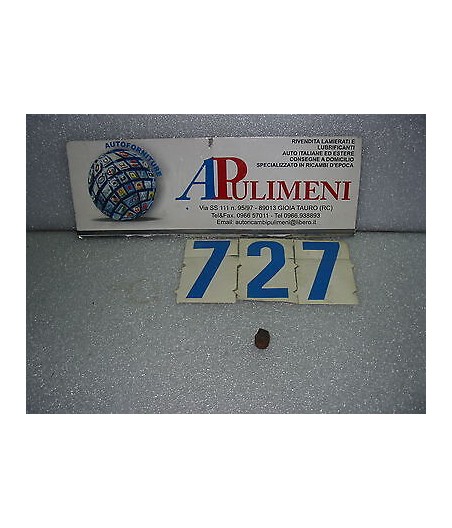 AUTOFORNITURE
RIVENDITA LAMIERATI E
LUBRIFICANTI
AUTO ITALIANE ED ESTERE
CONSEGNE A DOMICILIO
SPECIALIZZATO IN RICAMBI D'EPOCA
APULIMENI
Via SS 111 n. 95/97 - 89013 GIOIA TAURO (RC)
Tel&Fax. 0966 57011 - Tel 0966.938893
Email: autoricambipulimeni@libero.it
727